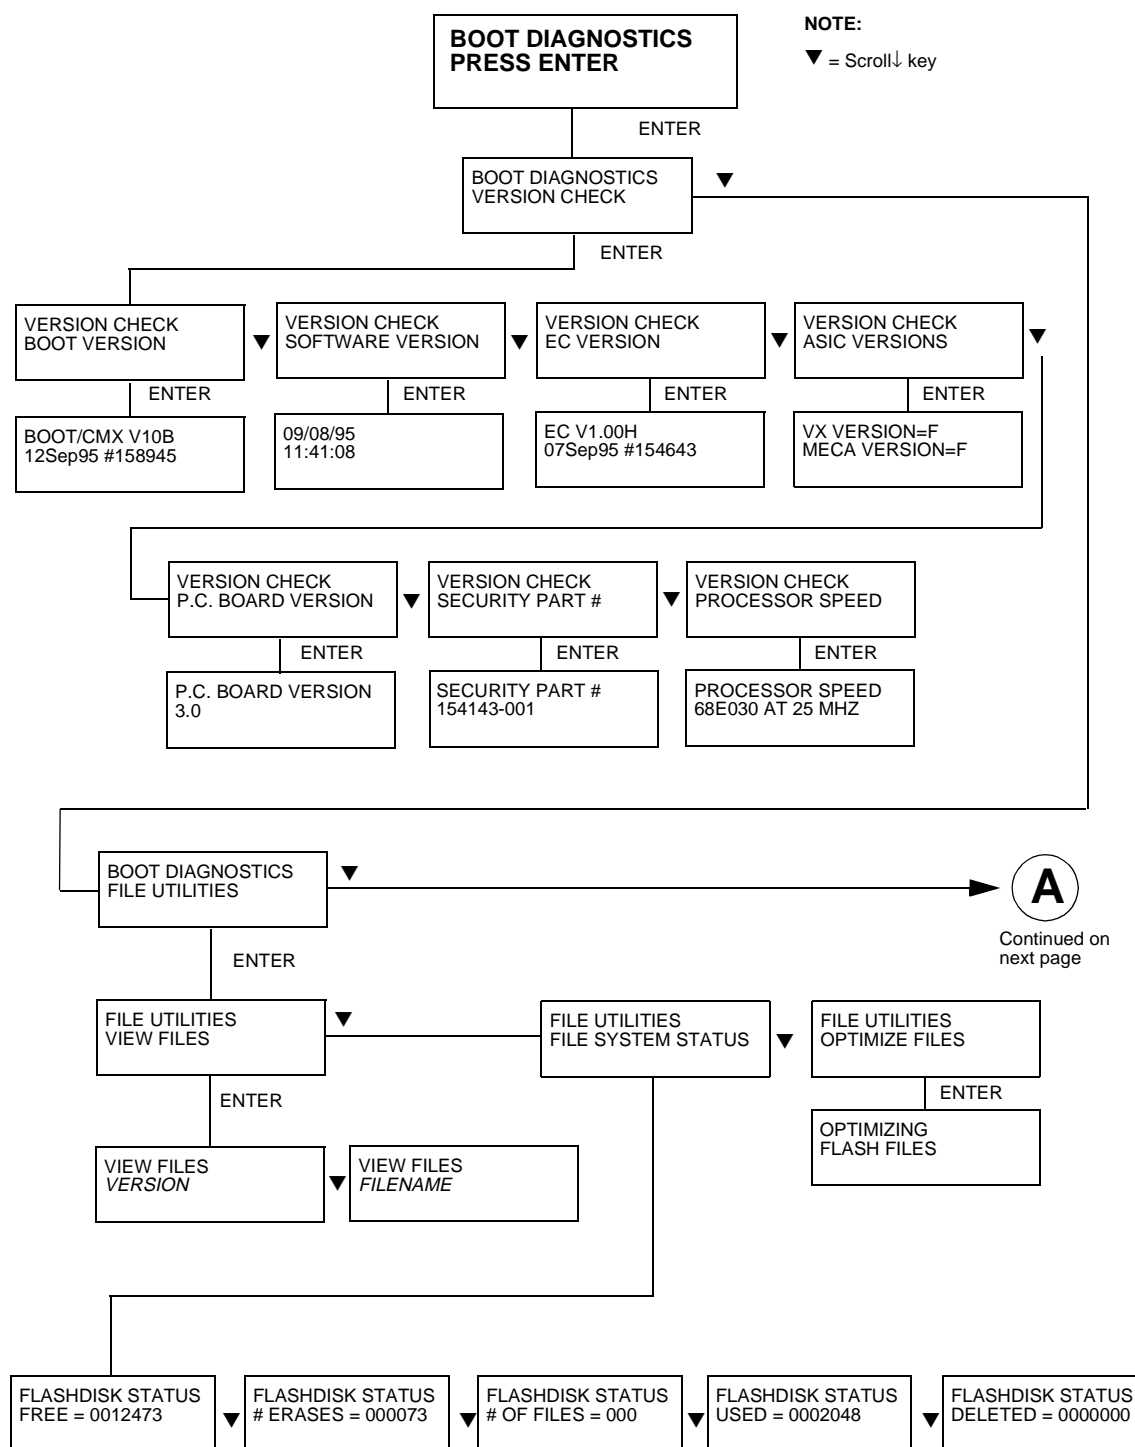 BOOT DIAGNOSTICS
PRESS ENTER
NOTE:
▼ = Scroll↓ key
ENTER
BOOT DIAGNOSTICS
VERSION CHECK
▼
ENTER
VERSION CHECK
BOOT VERSION
▼
VERSION CHECK
SOFTWARE VERSION
▼
VERSION CHECK
EC VERSION
▼
VERSION CHECK
ASIC VERSIONS
▼
ENTER
ENTER
ENTER
ENTER
BOOT/CMX V10B
12Sep95 #158945
09/08/95
11:41:08
EC V1.00H
07Sep95 #154643
VX VERSION=F
MECA VERSION=F
VERSION CHECK
P.C. BOARD VERSION
▼
VERSION CHECK
SECURITY PART #
▼
VERSION CHECK
PROCESSOR SPEED
ENTER
ENTER
ENTER
P.C. BOARD VERSION
3.0
SECURITY PART #
154143-001
PROCESSOR SPEED
68E030 AT 25 MHZ
BOOT DIAGNOSTICS
FILE UTILITIES
▼
A
Continued on
next page
ENTER
FILE UTILITIES
VIEW FILES
▼
FILE UTILITIES
FILE SYSTEM STATUS
▼
FILE UTILITIES
OPTIMIZE FILES
ENTER
ENTER
OPTIMIZING
FLASH FILES
VIEW FILES
VERSION
▼
VIEW FILES
FILENAME
FLASHDISK STATUS
FREE = 0012473
▼
FLASHDISK STATUS
# ERASES = 000073
▼
FLASHDISK STATUS
# OF FILES = 000
▼
FLASHDISK STATUS
USED = 0002048
▼
FLASHDISK STATUS
DELETED = 0000000